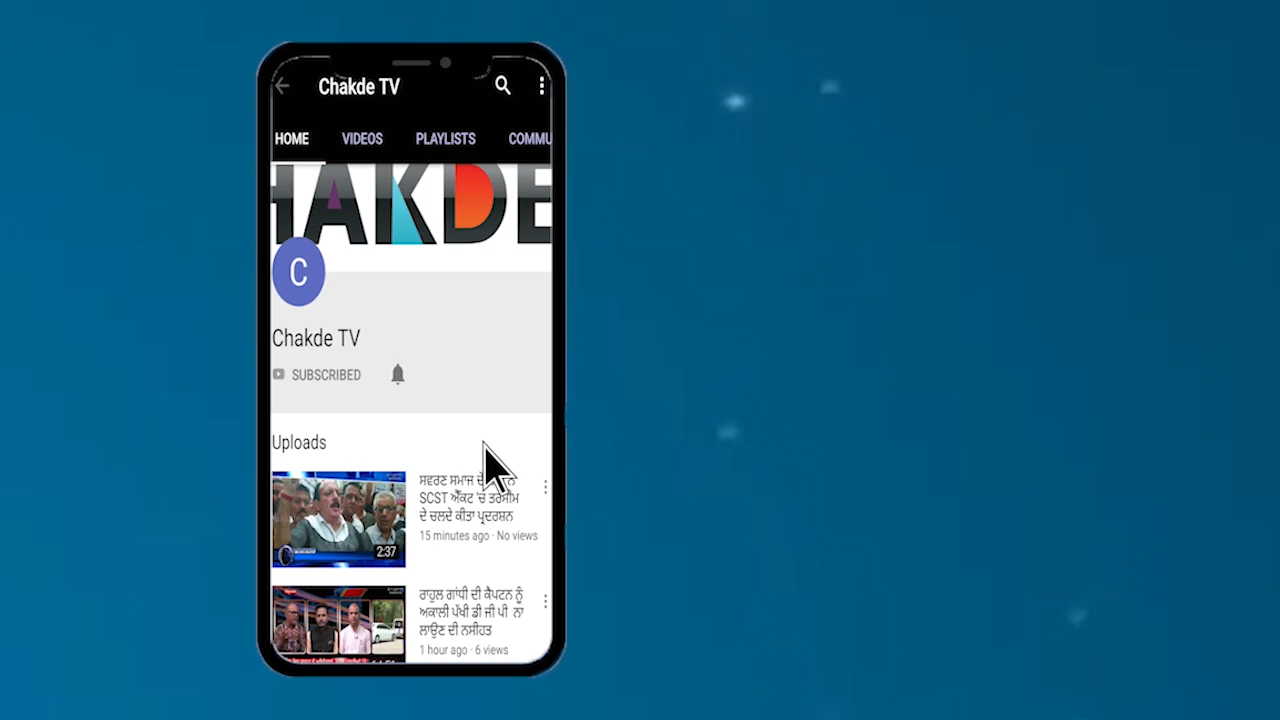 Chakde TV
HOME VIDEOS PLAYLISTS COMMU
HAKDE
C
Chakde TV
SUBSCRIBED
Uploads
ਸਵਰਣ ਸਮਾਜ
SCST ਐਕਟ 'ਚ ਤਰਮੀਮ
ਦੇ ਚਲਦੇ ਕੀਤਾ ਪ੍ਰਦਰਸ਼ਨ
15 minutes ago · No views
2:37
ਰਾਹੁਲ ਗਾਂਧੀ ਦੀ ਕੈਪਟਨ ਨੂੰ
ਅਕਾਲੀ ਪੱਖੀ ਡੀ ਜੀ ਪੀ ਨਾ
ਲਾਉਣ ਦੀ ਨਸੀਹਤ
1 hour ago · 6 views